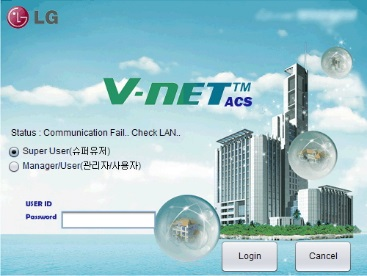 LG
V-NET™
ACS
Status : Communication Fail.. Check LAN..
Super User(슈퍼유저)
Manager/User(관리자/사용자)
USER ID
Password
Login
Cancel